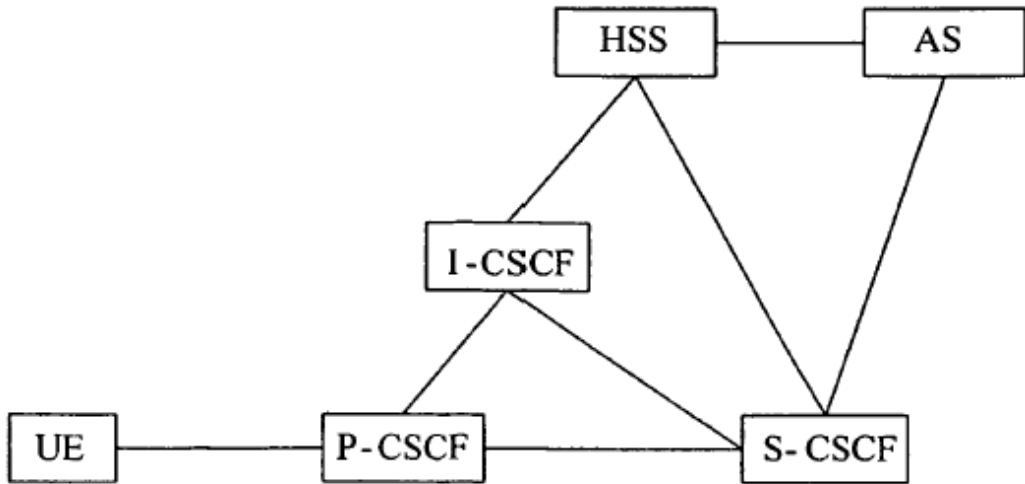 HSS
AS
I-CSCF
UE
P-CSCF
S-CSCF